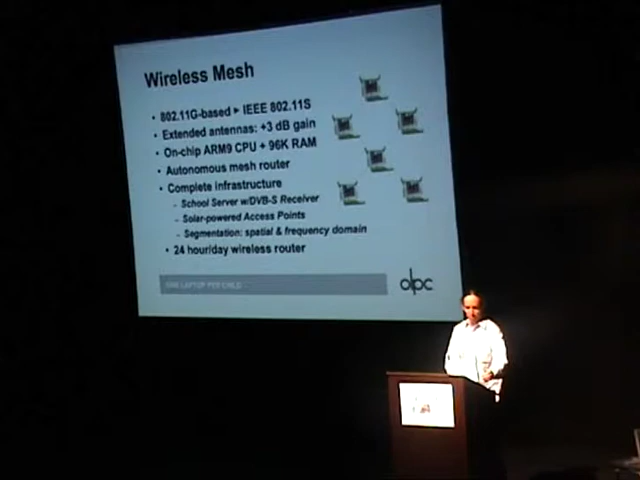 Wireless Mesh
• 802.11G-based ▸ IEEE 802.11S
• Extended antennas: +3 dB gain
• On-chip ARM9 CPU + 96K RAM
• Autonomous mesh router
• Complete infrastructure
– School Server w/DVB-S Receiver
– Solar-powered Access Points
– Segmentation: spatial & frequency domain
• 24 hour/day wireless router
ONE LAPTOP PER CHILD
olpc